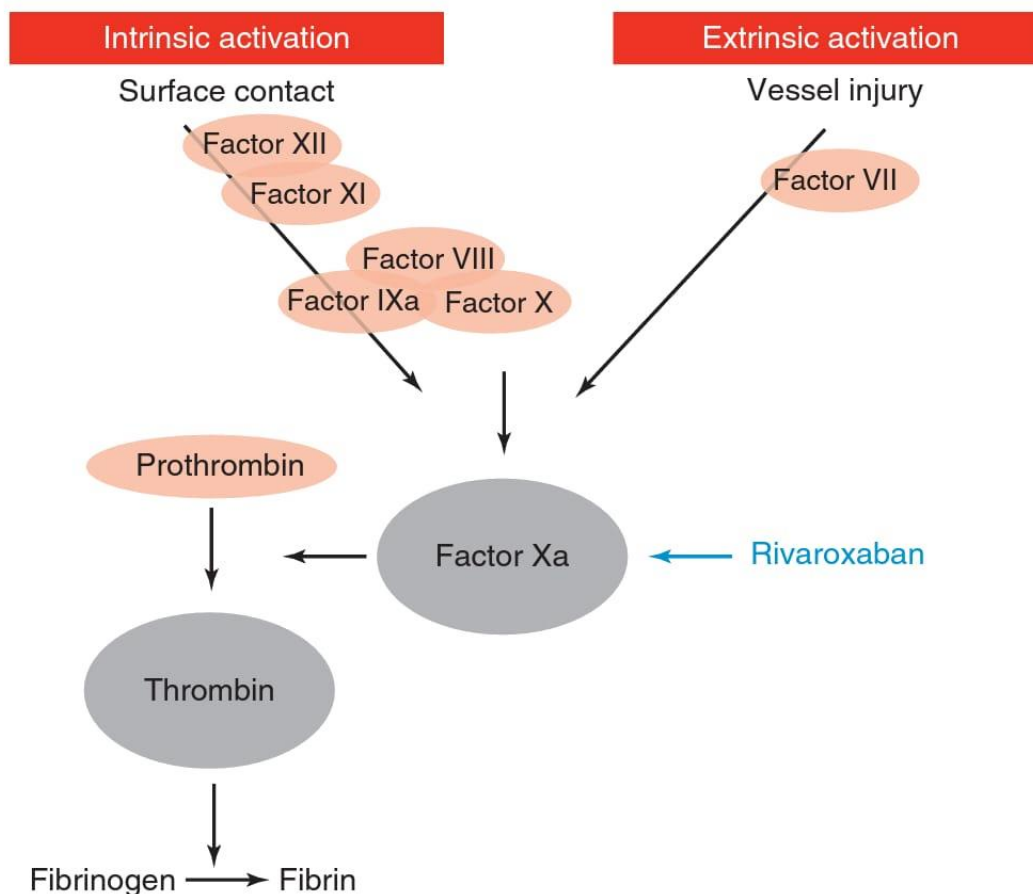 Intrinsic activation
Extrinsic activation
Surface contact
Vessel injury
Factor XII
Factor XI
Factor VII
Factor VIII
Factor IXa
Factor X
Prothrombin
Factor Xa
Rivaroxaban
Thrombin
Fibrinogen
Fibrin